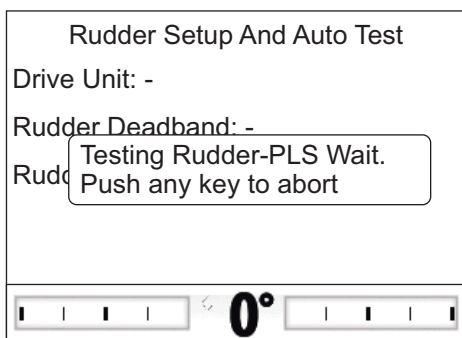 Rudder Setup And Auto Test
Drive Unit: -
Rudder Deadband: -
Testing Rudder-PLS Wait.
Push any key to abort
0°